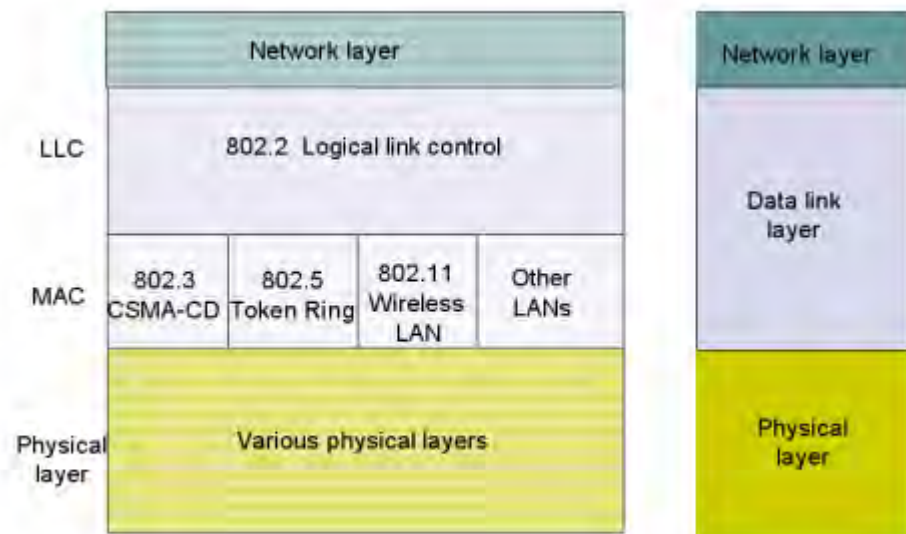 Network layer
Network layer
LLC
802.2 Logical link control
Data link
layer
MAC
802.3
CSMA-CD
802.5
Token Ring
802.11
Wireless
LAN
Other
LANs
Physical
layer
Various physical layers
Physical
layer